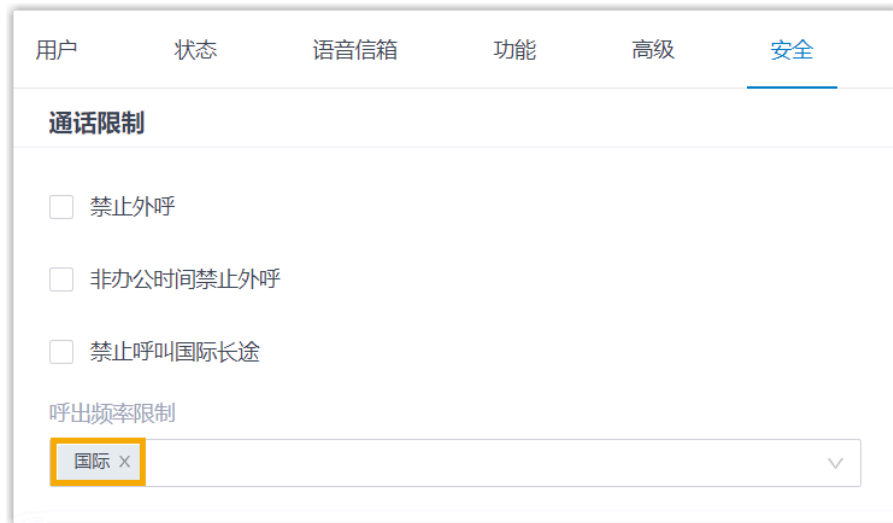 用户 状态 语音信箱 功能 高级 安全
通话限制
禁止外呼
非办公时间禁止外呼
禁止呼叫国际长途
呼出频率限制
国际 ×